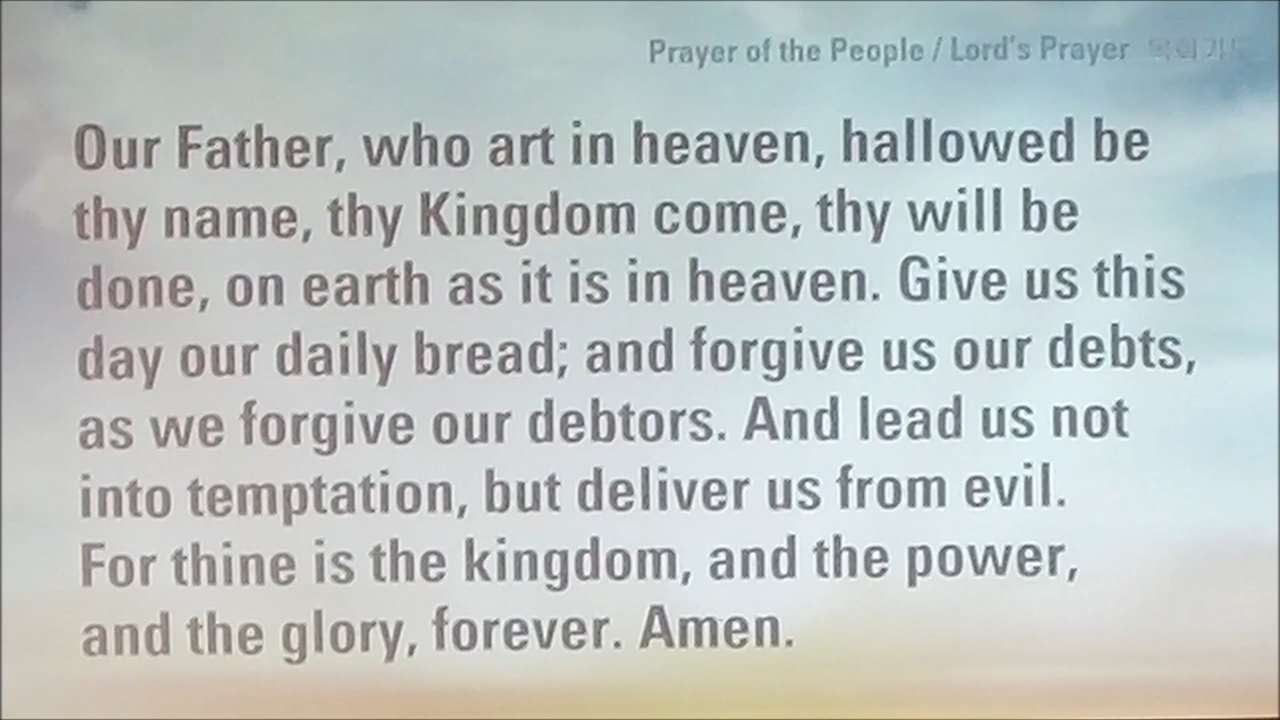 Prayer of the People / Lord's Prayer
Our Father, who art in heaven, hallowed be
thy name, thy Kingdom come, thy will be
done, on earth as it is in heaven. Give us this
day our daily bread; and forgive us our debts,
as we forgive our debtors. And lead us not
into temptation, but deliver us from evil.
For thine is the kingdom, and the power,
and the glory, forever. Amen.